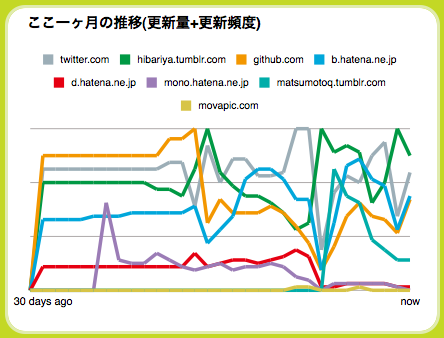 ここ一ヶ月の推移(更新量+更新頻度)
twitter.com hibariya.tumblr.com github.com b.hatena.ne.jp
d.hatena.ne.jp mono.hatena.ne.jp matsumotoq.tumblr.com
movapic.com
30 days ago now